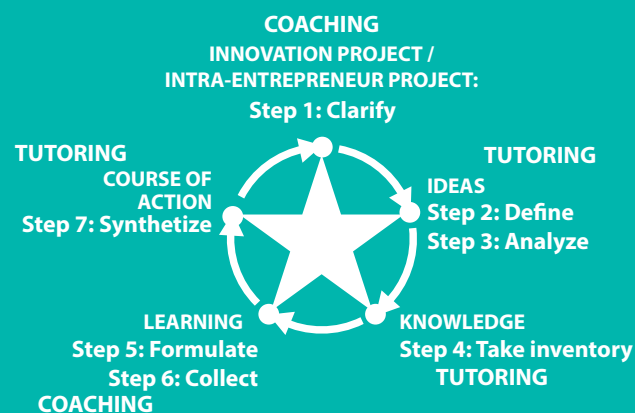 COACHING
INNOVATION PROJECT /
INTRA-ENTREPRENEUR PROJECT:
Step 1: Clarify
TUTORING
IDEAS
Step 2: Define
Step 3: Analyze
KNOWLEDGE
Step 4: Take inventory
TUTORING
LEARNING
Step 5: Formulate
Step 6: Collect
COACHING
TUTORING
COURSE OF
ACTION
Step 7: Synthetize